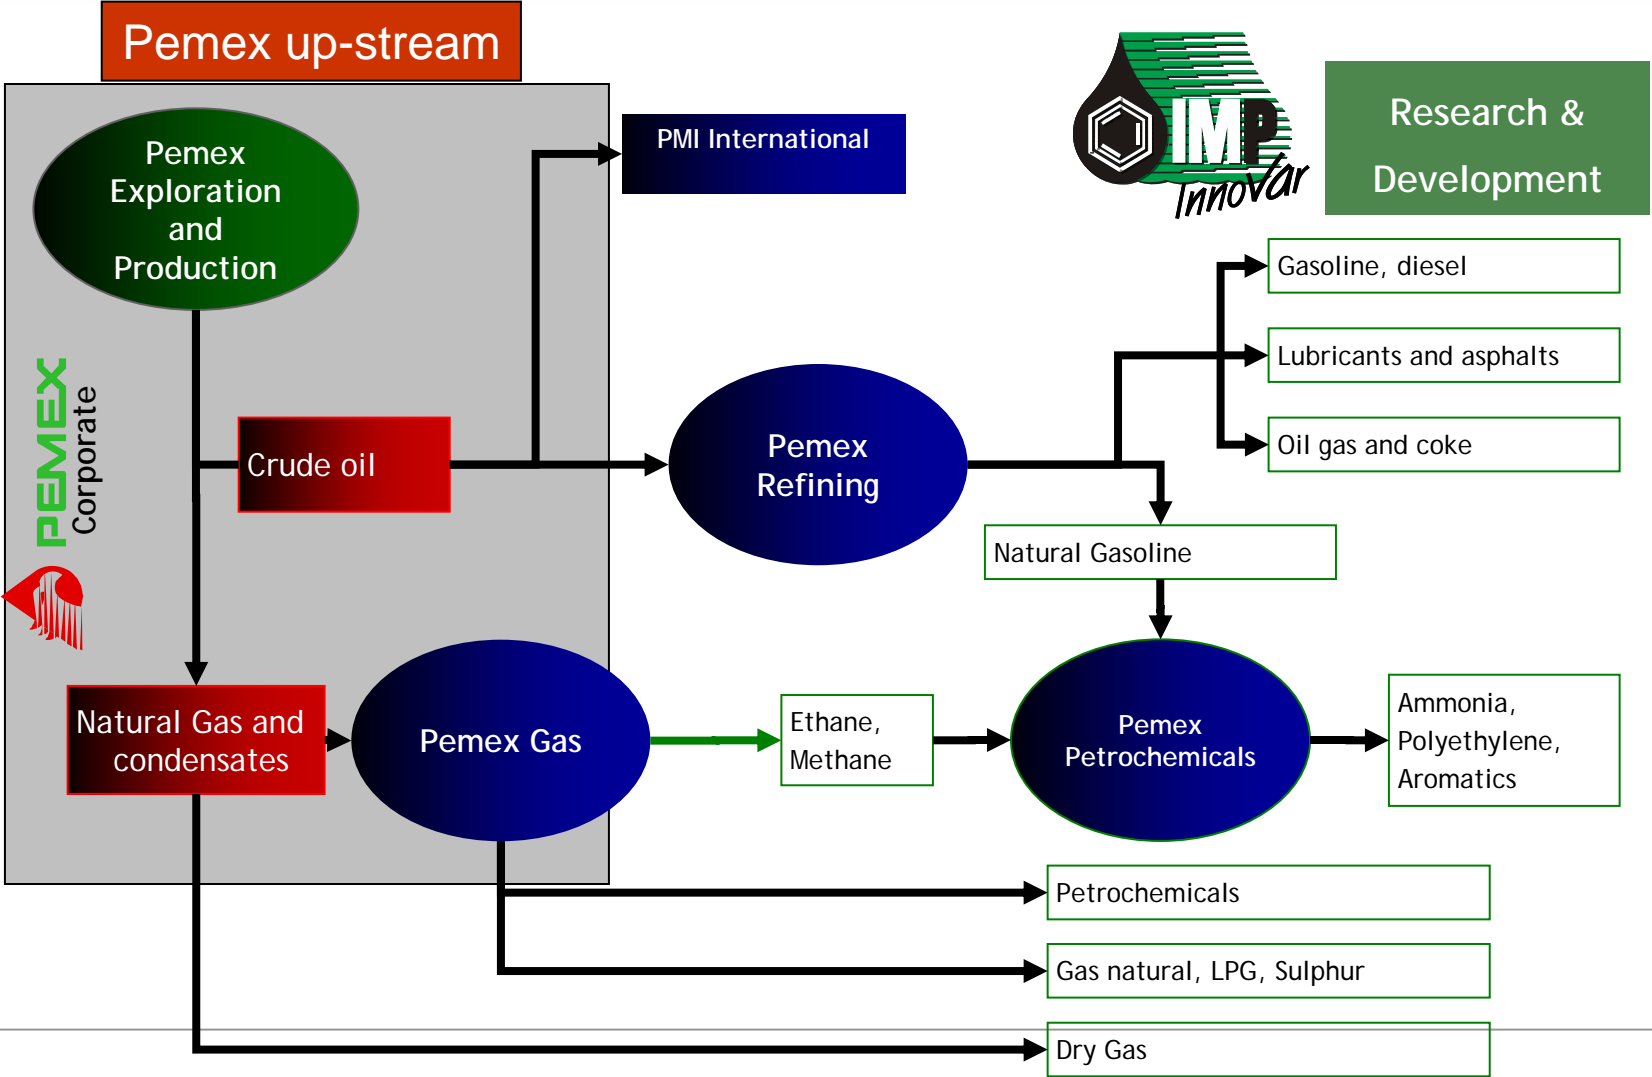 Pemex up-stream
Pemex
Exploration
and
Production
PMI International
IMP
Innovar
Research &
Development
Gasoline, diesel
Lubricants and asphalts
Oil gas and coke
PEMEX
Corporate
Crude oil
Pemex
Refining
Natural Gasoline
Natural Gas and
condensates
Pemex Gas
Ethane,
Methane
Pemex
Petrochemicals
Ammonia,
Polyethylene,
Aromatics
Petrochemicals
Gas natural, LPG, Sulphur
Dry Gas